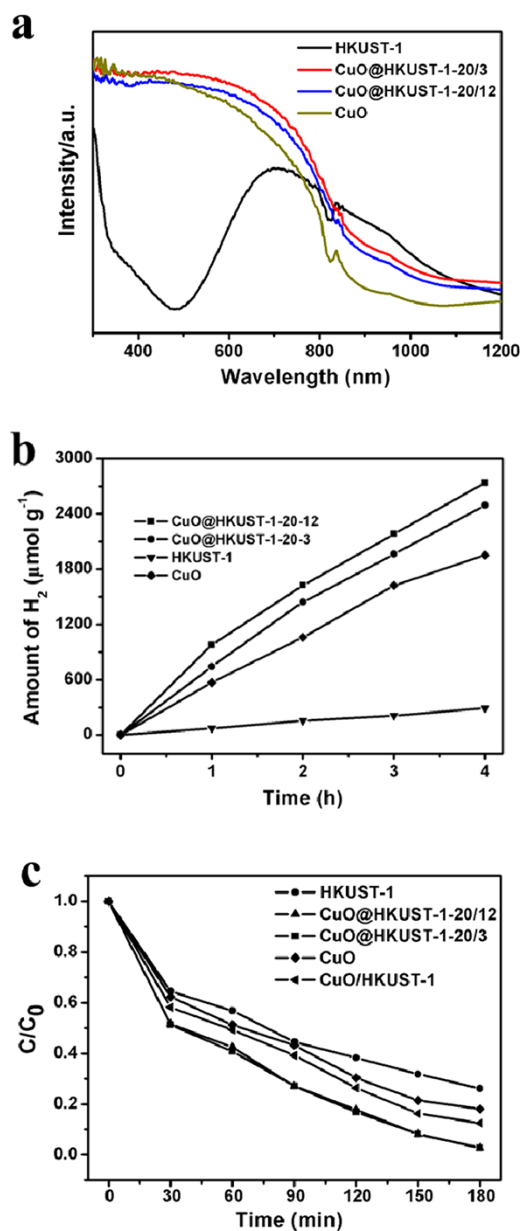 a
HKUST-1
CuO@HKUST-1-20/3
CuO@HKUST-1-20/12
CuO
Intensity/a.u.
400 600 800 1000 1200
Wavelength (nm)
b
3000
2400
1800
1200
600
0
CuO@HKUST-1-20-12
CuO@HKUST-1-20-3
HKUST-1
CuO
Amount of H₂ (μmol g⁻¹)
0 1 2 3 4
Time (h)
c
1.0
0.8
0.6
0.4
0.2
0.0
HKUST-1
CuO@HKUST-1-20/12
CuO@HKUST-1-20/3
CuO
CuO/HKUST-1
C/C₀
0 30 60 90 120 150 180
Time (min)